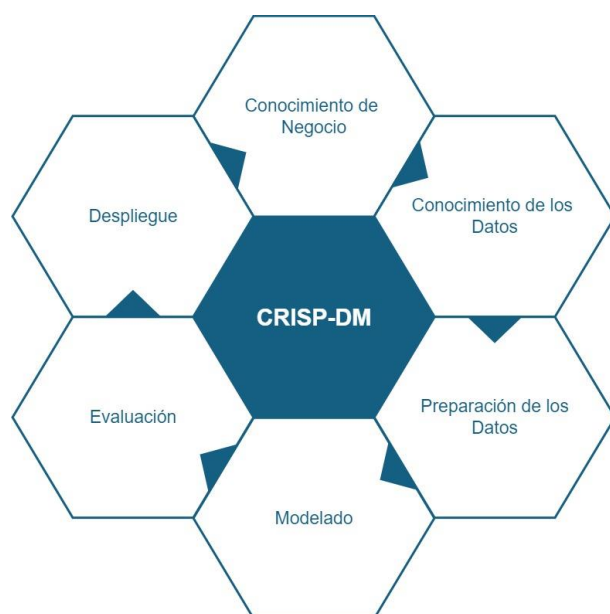 Conocimiento de
Negocio
Conocimiento de los
Datos
Preparación de los
Datos
Modelado
Evaluación
Despliegue
CRISP-DM